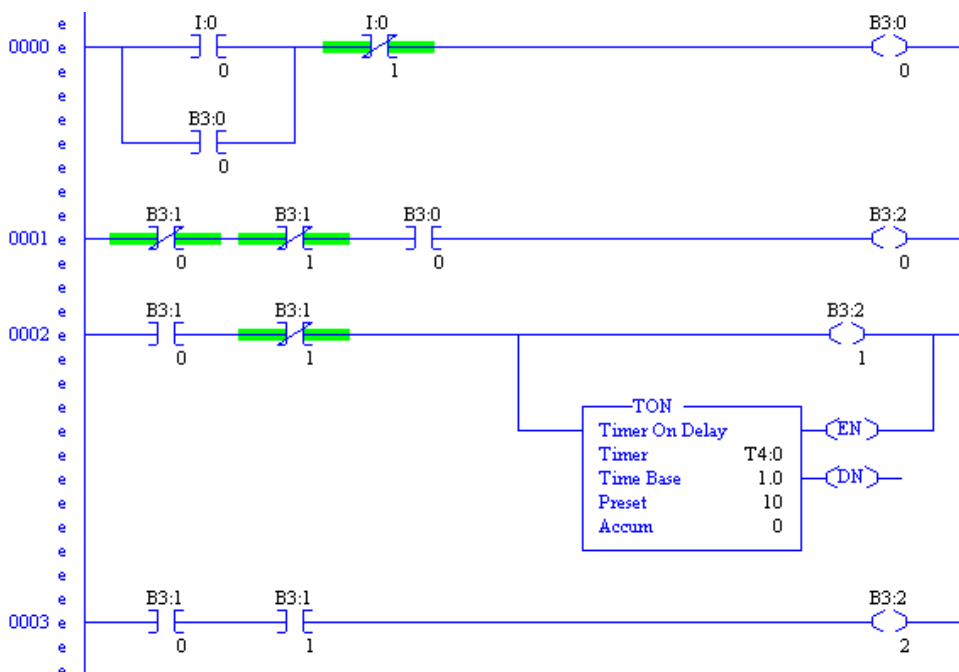 e I:0 I:0 B3:0
0000 e
e 0 1 0
e
e B3:0
e
e 0
e
e B3:1 B3:1 B3:0 B3:2
0001 e
e 0 1 0 0
e
e B3:1 B3:1 B3:2
0002 e
e 0 1 1
e
e TON
e Timer On Delay EN
e Timer T4:0
e Time Base 1.0 DN
e Preset 10
e Accum 0
e
e
e B3:1 B3:1 B3:2
0003 e
e 0 1 2
e